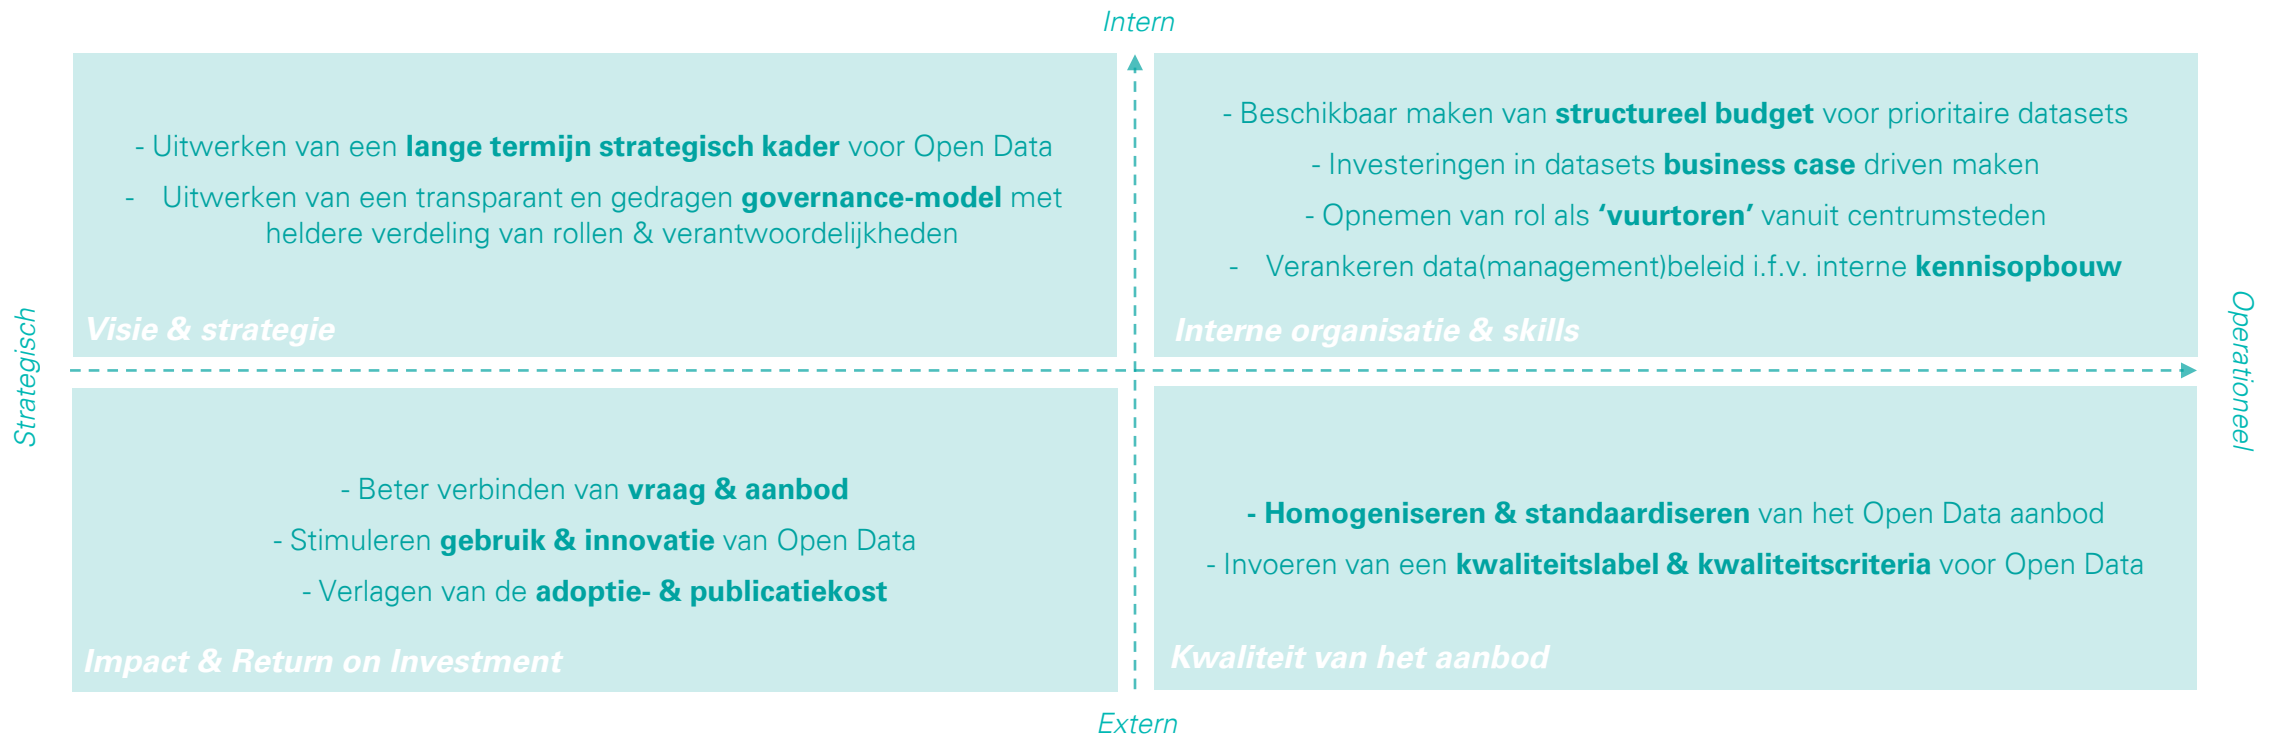 Intern
- Uitwerken van een lange termijn strategisch kader voor Open Data
- Uitwerken van een transparant en gedragen governance-model met
heldere verdeling van rollen & verantwoordelijkheden
Visie & strategie
- Beschikbaar maken van structureel budget voor prioritaire datasets
- Investeringen in datasets business case driven maken
- Opnemen van rol als ‘vuurtoren’ vanuit centrumsteden
- Verankeren data(management)beleid i.f.v. interne kennisopbouw
Interne organisatie & skills
Strategisch
Operationeel
- Beter verbinden van vraag & aanbod
- Stimuleren gebruik & innovatie van Open Data
- Verlagen van de adoptie- & publicatiekost
Impact & Return on Investment
- Homogeniseren & standaardiseren van het Open Data aanbod
- Invoeren van een kwaliteitslabel & kwaliteitscriteria voor Open Data
Kwaliteit van het aanbod
Extern